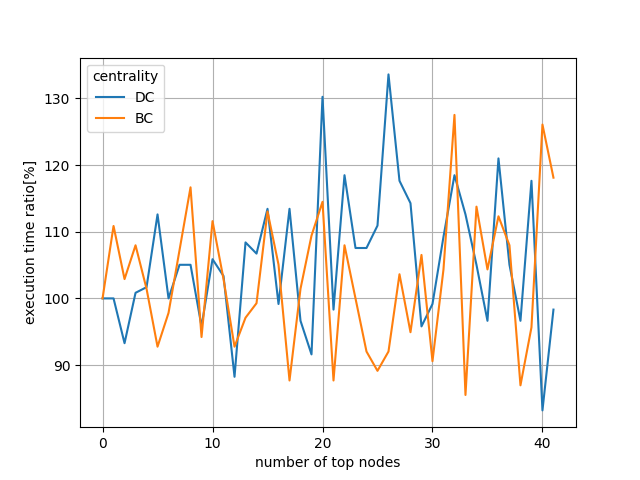 centrality
DC
BC
130
120
110
100
90
execution time ratio[%]
0 10 20 30 40
number of top nodes